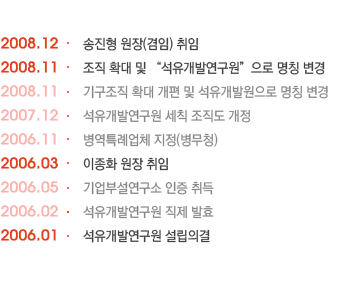 2008.12 · 송진형 원장(겸임) 취임
2008.11 · 조직 확대 및 “석유개발연구원” 으로 명칭 변경
2008.11 · 기구조직 확대 개편 및 석유개발원으로 명칭 변경
2007.12 · 석유개발연구원 세칙 조직도 개정
2006.11 · 병역특례업체 지정(병무청)
2006.03 · 이종화 원장 취임
2006.05 · 기업부설연구소 인증 취득
2006.02 · 석유개발연구원 직제 발효
2006.01 · 석유개발연구원 설립의결